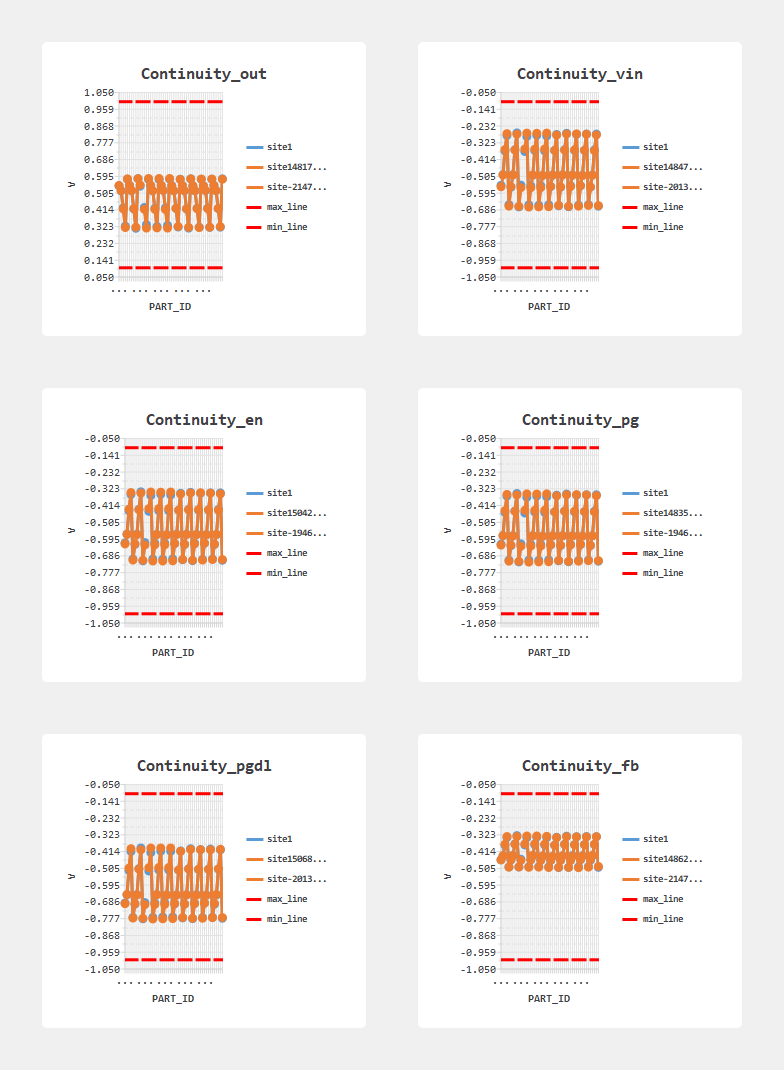 Continuity_out
1.050
0.959
0.868
0.777
0.686
0.595
0.505
0.414
0.323
0.232
0.141
0.050
V
... ... ... ... ...
PART_ID
site1
site14817...
site-2147...
max_line
min_line
Continuity_vin
-0.050
-0.141
-0.232
-0.323
-0.414
-0.505
-0.595
-0.686
-0.777
-0.868
-0.959
-1.050
V
... ... ... ... ...
PART_ID
site1
site14847...
site-2013...
max_line
min_line
Continuity_en
-0.050
-0.141
-0.232
-0.323
-0.414
-0.505
-0.595
-0.686
-0.777
-0.868
-0.959
-1.050
V
... ... ... ... ...
PART_ID
site1
site15042...
site-1946...
max_line
min_line
Continuity_pg
-0.050
-0.141
-0.232
-0.323
-0.414
-0.505
-0.595
-0.686
-0.777
-0.868
-0.959
-1.050
V
... ... ... ... ...
PART_ID
site1
site14835...
site-1946...
max_line
min_line
Continuity_pgdl
-0.050
-0.141
-0.232
-0.323
-0.414
-0.505
-0.595
-0.686
-0.777
-0.868
-0.959
-1.050
V
... ... ... ... ...
PART_ID
site1
site15068...
site-2013...
max_line
min_line
Continuity_fb
-0.050
-0.141
-0.232
-0.323
-0.414
-0.505
-0.595
-0.686
-0.777
-0.868
-0.959
-1.050
V
... ... ... ... ...
PART_ID
site1
site14862...
site-2147...
max_line
min_line